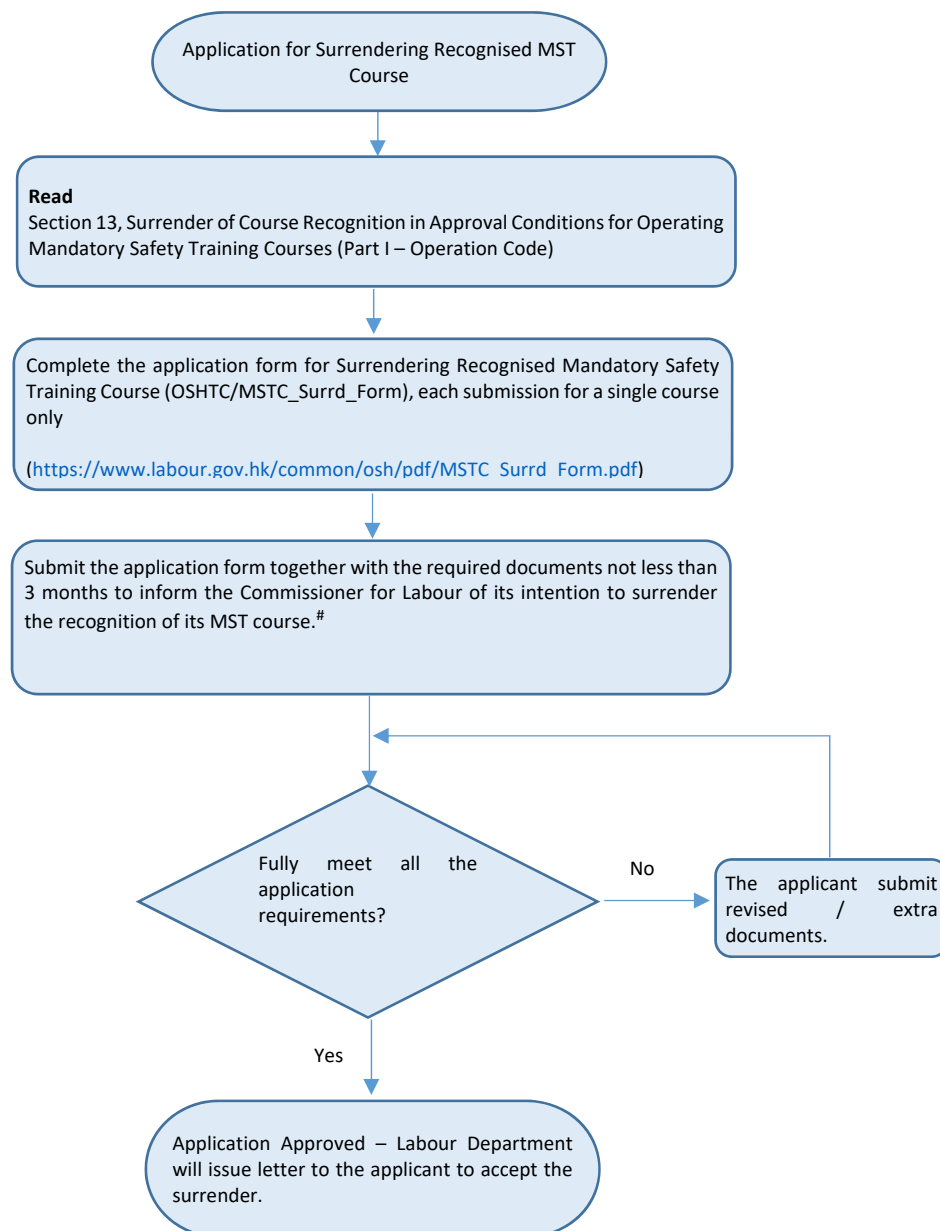 Application for Surrendering Recognised MST
Course
Read
Section 13, Surrender of Course Recognition in Approval Conditions for Operating
Mandatory Safety Training Courses (Part I – Operation Code)
Complete the application form for Surrendering Recognised Mandatory Safety
Training Course (OSHTC/MSTC_Surrd_Form), each submission for a single course
only
(https://www.labour.gov.hk/common/osh/pdf/MSTC_Surrd_Form.pdf)
Submit the application form together with the required documents not less than
3 months to inform the Commissioner for Labour of its intention to surrender
the recognition of its MST course.#
Fully meet all the
application
requirements?
No
The applicant submit
revised / extra
documents.
Yes
Application Approved – Labour Department
will issue letter to the applicant to accept the
surrender.